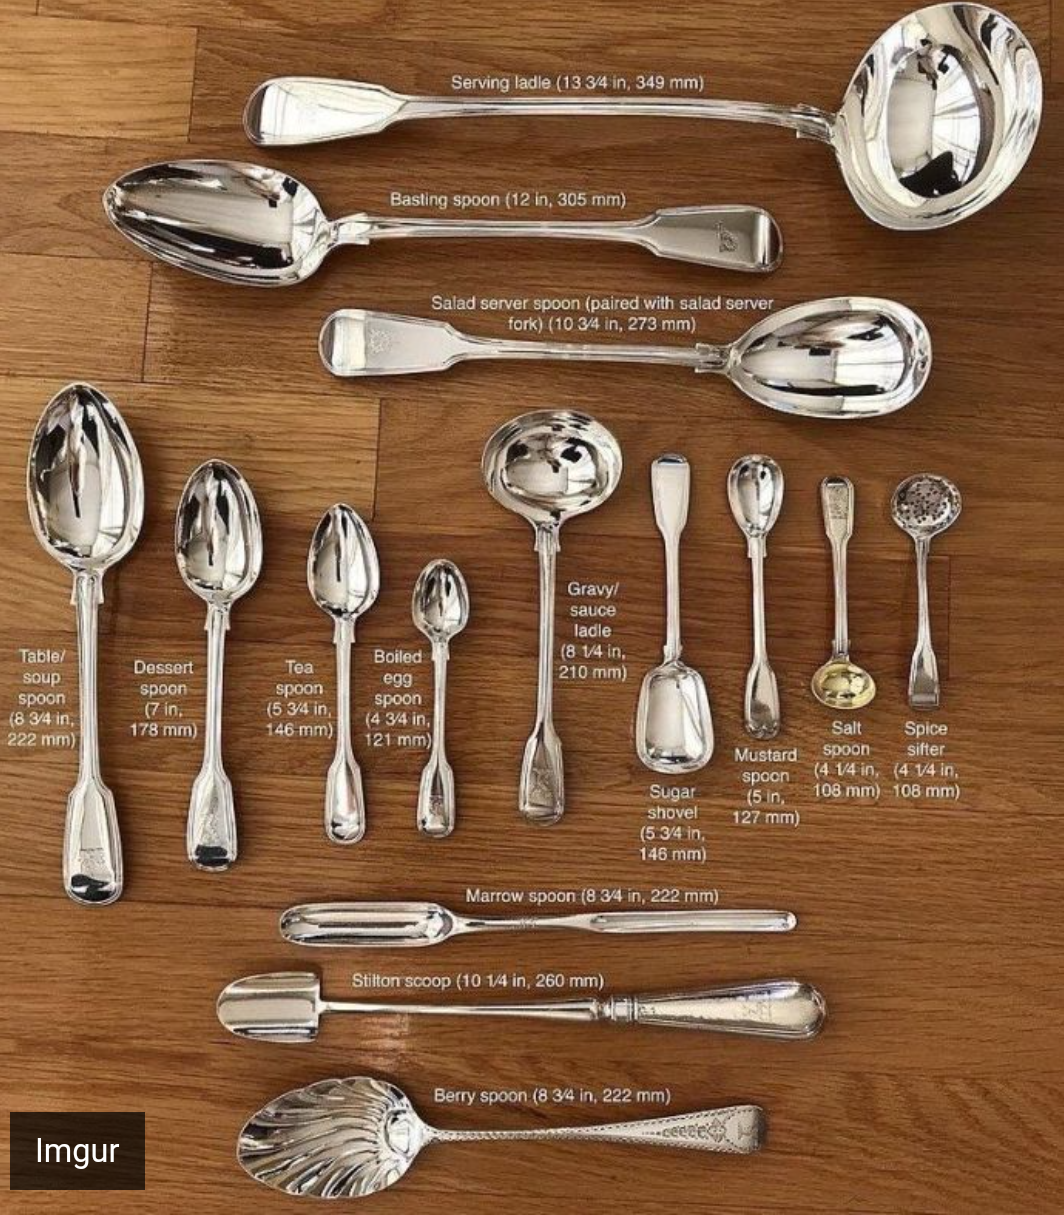 Serving ladle (13 3/4 in, 349 mm)
Basting spoon (12 in, 305 mm)
Salad server spoon (paired with salad server
fork) (10 3/4 in, 273 mm)
Table/
soup
spoon
(8 3/4 in,
222 mm)
Dessert
spoon
(7 in,
178 mm)
Tea
spoon
(5 3/4 in,
146 mm)
Boiled
egg
spoon
(4 3/4 in,
121 mm)
Gravy/
sauce
ladle
(8 1/4 in,
210 mm)
Sugar
shovel
(5 3/4 in,
146 mm)
Mustard
spoon
(5 in,
127 mm)
Salt
spoon
(4 1/4 in,
108 mm)
Spice
sifter
(4 1/4 in,
108 mm)
Marrow spoon (8 3/4 in, 222 mm)
Stilton scoop (10 1/4 in, 260 mm)
Berry spoon (8 3/4 in, 222 mm)
Imgur